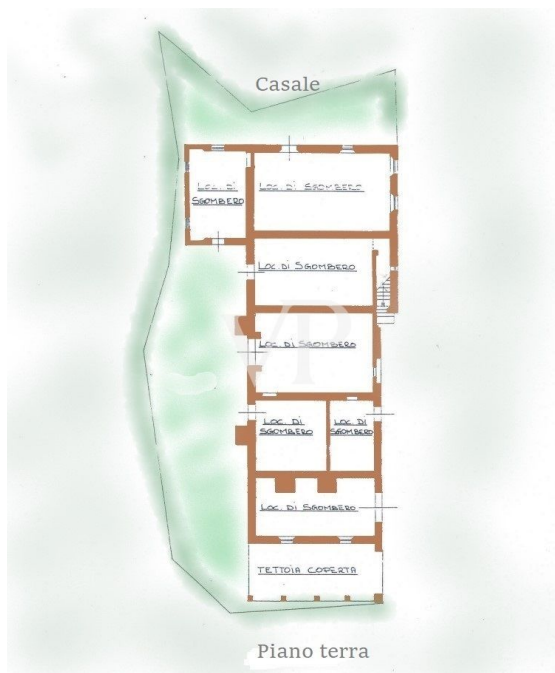 Casale
LOC. DI
SGOMBERO
LOC. DI SGOMBERO
LOC. DI SGOMBERO
VP
LOC. DI SGOMBERO
LOC. DI
SGOMBERO
LOC. DI
SGOMBERO
LOC. DI SGOMBERO
TETTOIA COPERTA
Piano terra